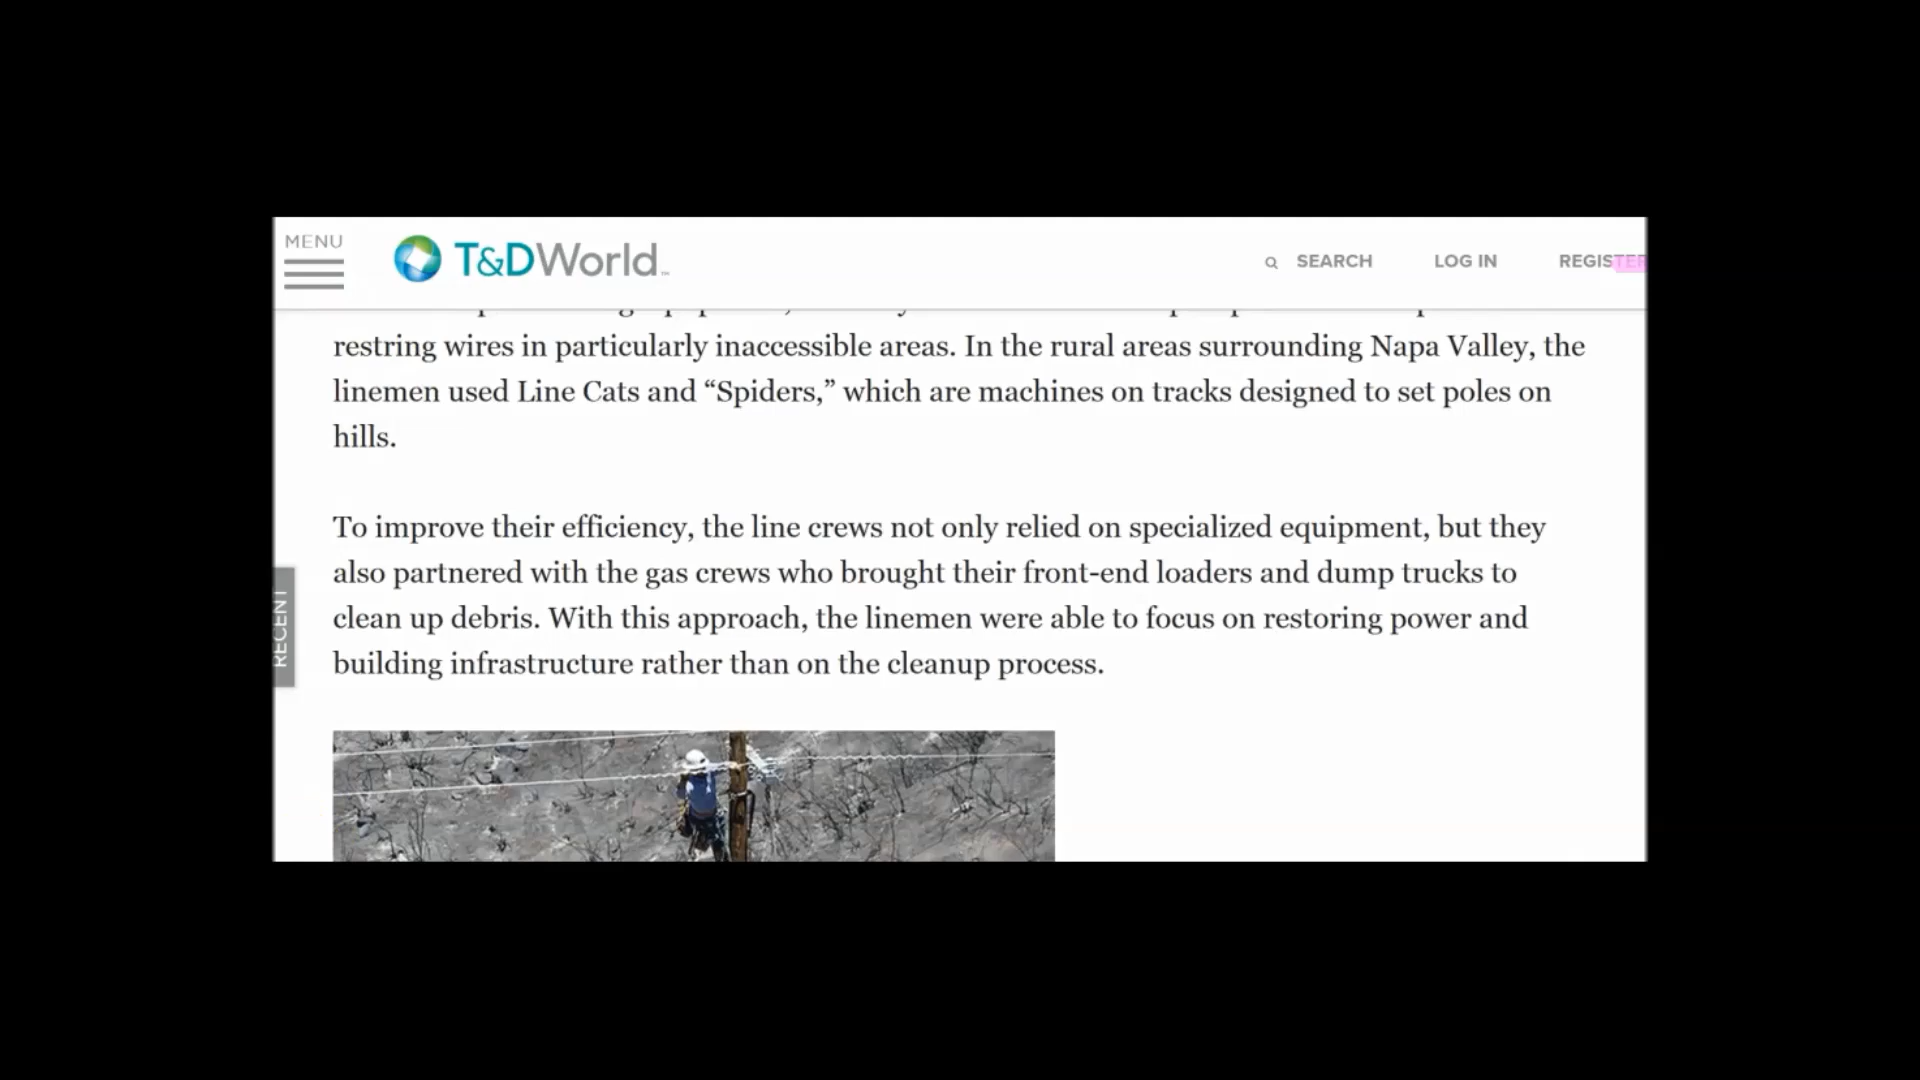 MENU
T&DWorld
SEARCH
LOG IN
REGISTER
restring wires in particularly inaccessible areas. In the rural areas surrounding Napa Valley, the
linemen used Line Cats and “Spiders,” which are machines on tracks designed to set poles on
hills.
To improve their efficiency, the line crews not only relied on specialized equipment, but they
also partnered with the gas crews who brought their front-end loaders and dump trucks to
clean up debris. With this approach, the linemen were able to focus on restoring power and
building infrastructure rather than on the cleanup process.
RECENT